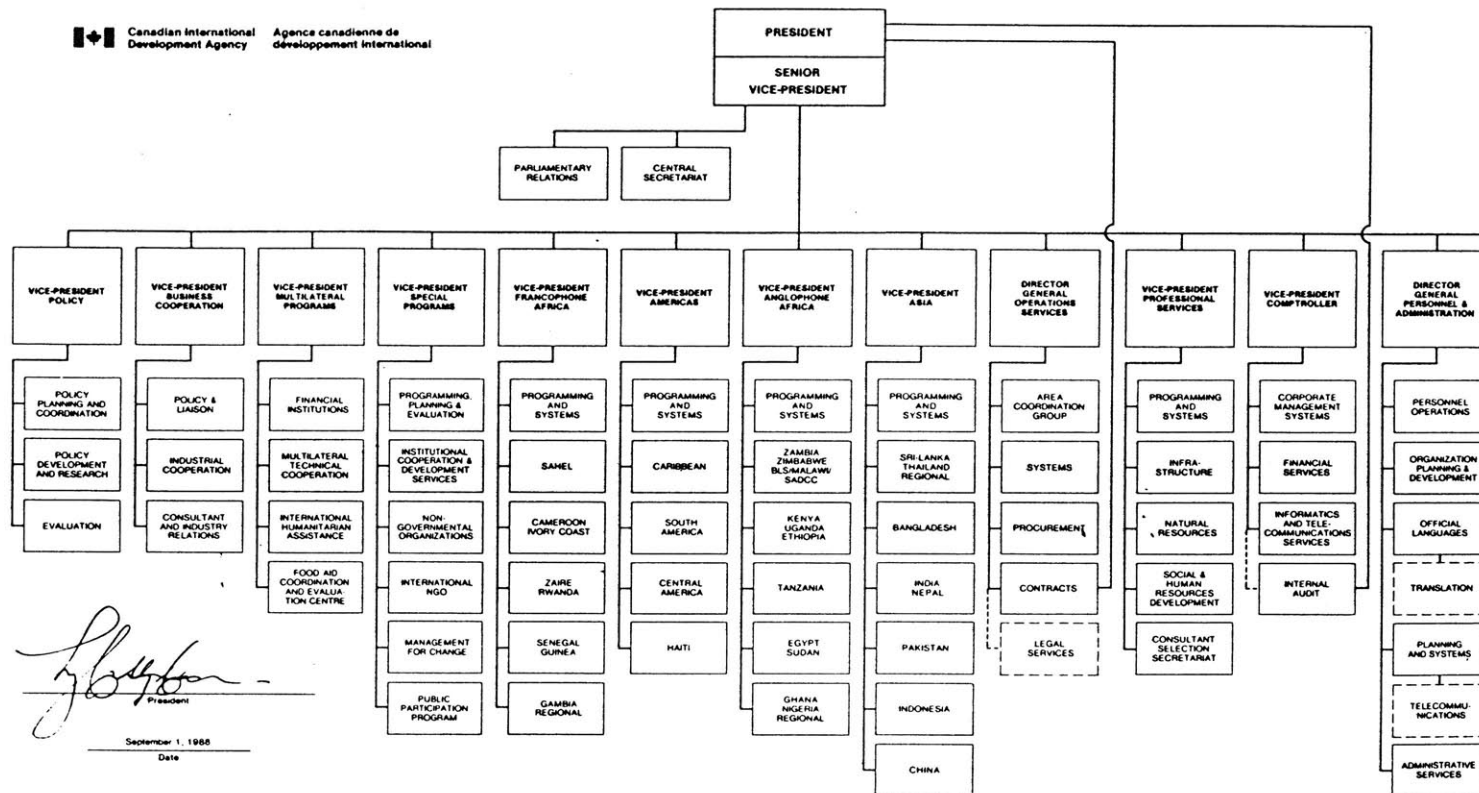 Canadian International
Development Agency
Agence canadienne de
développement international
PRESIDENT
SENIOR
VICE-PRESIDENT
PARLIAMENTARY
RELATIONS
CENTRAL
SECRETARIAT
VICE-PRESIDENT
POLICY
POLICY
PLANNING AND
COORDINATION
POLICY
DEVELOPMENT
AND RESEARCH
EVALUATION
VICE-PRESIDENT
BUSINESS
COOPERATION
POLICY &
LIAISON
INDUSTRIAL
COOPERATION
CONSULTANT
AND INDUSTRY
RELATIONS
VICE-PRESIDENT
MULTILATERAL
PROGRAMS
FINANCIAL
INSTITUTIONS
MULTILATERAL
TECHNICAL
COOPERATION
INTERNATIONAL
HUMANITARIAN
ASSISTANCE
FOOD AID
COORDINATION
AND EVALUA-
TION CENTRE
VICE-PRESIDENT
SPECIAL
PROGRAMS
PROGRAMMING,
PLANNING &
EVALUATION
INSTITUTIONAL
COOPERATION &
DEVELOPMENT
SERVICES
NON-
GOVERNMENTAL
ORGANIZATIONS
INTERNATIONAL
NGO
MANAGEMENT
FOR CHANGE
PUBLIC
PARTICIPATION
PROGRAM
VICE-PRESIDENT
FRANCOPHONE
AFRICA
PROGRAMMING
AND
SYSTEMS
SAHEL
CAMEROON
IVORY COAST
ZAIRE
RWANDA
SENEGAL
GUINEA
GAMBIA
REGIONAL
VICE-PRESIDENT
AMERICAS
PROGRAMMING
AND
SYSTEMS
CARIBBEAN
SOUTH
AMERICA
CENTRAL
AMERICA
HAITI
VICE-PRESIDENT
ANGLOPHONE
AFRICA
PROGRAMMING
AND
SYSTEMS
ZAMBIA
ZIMBABWE
BLS/MALAWI/
SADCC
KENYA
UGANDA
ETHIOPIA
TANZANIA
EGYPT
SUDAN
GHANA
NIGERIA
REGIONAL
VICE-PRESIDENT
ASIA
PROGRAMMING
AND
SYSTEMS
SRI-LANKA
THAILAND
REGIONAL
BANGLADESH
INDIA
NEPAL
PAKISTAN
INDONESIA
CHINA
DIRECTOR
GENERAL
OPERATIONS
SERVICES
AREA
COORDINATION
GROUP
SYSTEMS
PROCUREMENT
CONTRACTS
LEGAL
SERVICES
VICE-PRESIDENT
PROFESSIONAL
SERVICES
PROGRAMMING
AND
SYSTEMS
INFRA-
STRUCTURE
NATURAL
RESOURCES
SOCIAL &
HUMAN
RESOURCES
DEVELOPMENT
CONSULTANT
SELECTION
SECRETARIAT
VICE-PRESIDENT
COMPTROLLER
CORPORATE
MANAGEMENT
SYSTEMS
FINANCIAL
SERVICES
INFORMATICS
AND TELE-
COMMUNICATIONS
SERVICES
INTERNAL
AUDIT
DIRECTOR
GENERAL
PERSONNEL &
ADMINISTRATION
PERSONNEL
OPERATIONS
ORGANIZATION
PLANNING &
DEVELOPMENT
OFFICIAL
LANGUAGES
TRANSLATION
PLANNING
AND SYSTEMS
TELECOMMU-
NICATIONS
ADMINISTRATIVE
SERVICES
President
Date